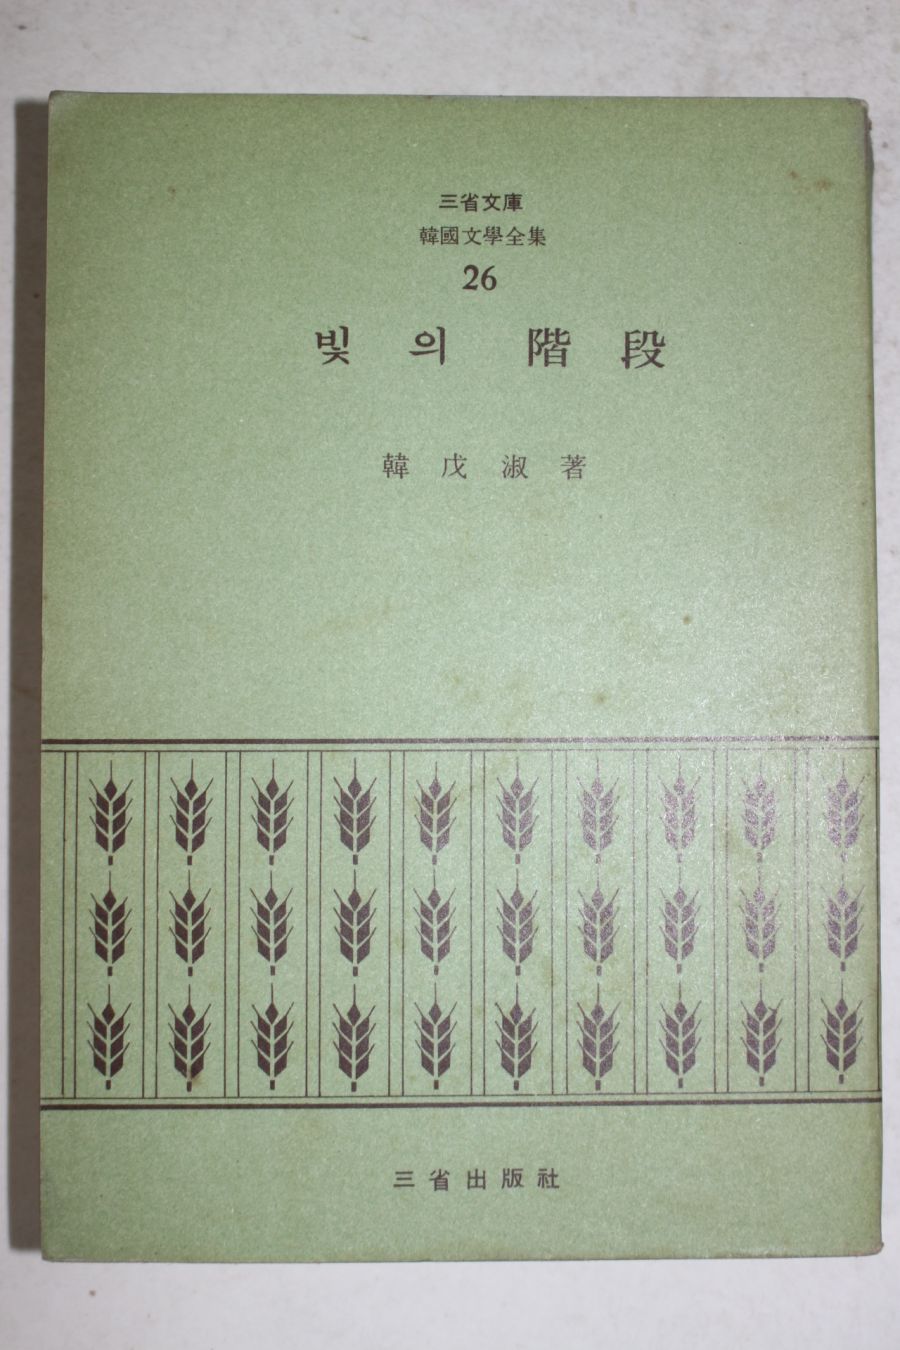 三省文庫
韓國文學全集
26
빛의 階段
韓戊淑 著
三省出版社